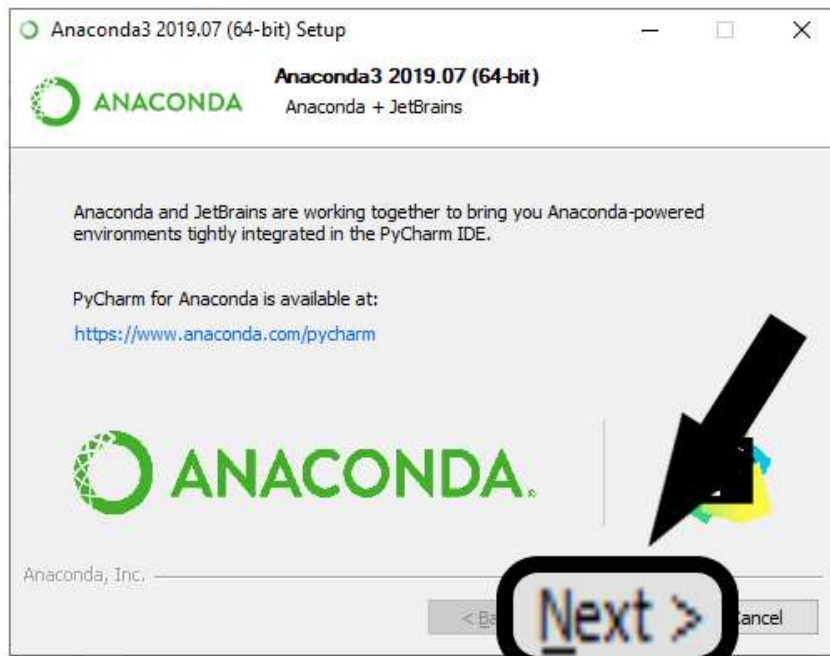 Anaconda3 2019.07 (64-bit) Setup
ANACONDA
Anaconda3 2019.07 (64-bit)
Anaconda + JetBrains
Anaconda and JetBrains are working together to bring you Anaconda-powered
environments tightly integrated in the PyCharm IDE.
PyCharm for Anaconda is available at:
https://www.anaconda.com/pycharm
ANACONDA®
Anaconda, Inc.
Next >